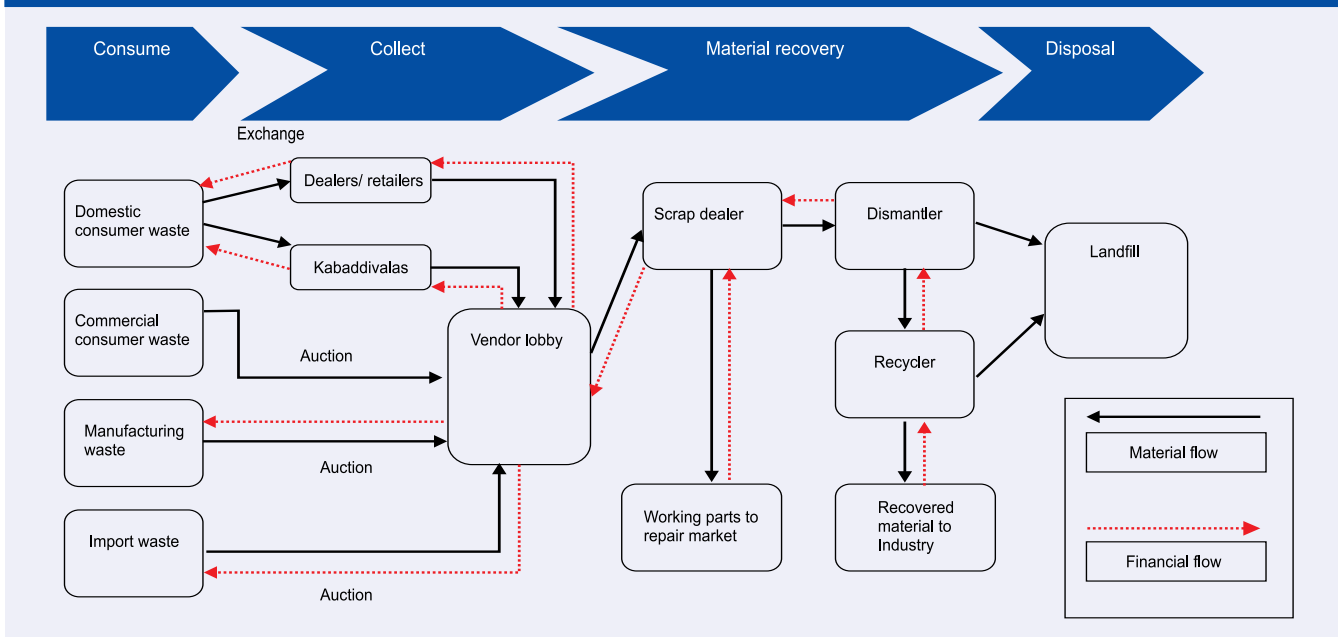 Consume
Collect
Material recovery
Disposal
Exchange
Dealers/ retailers
Domestic
consumer waste
Kabaddivalas
Commercial
consumer waste
Auction
Manufacturing
waste
Auction
Import waste
Auction
Vendor lobby
Scrap dealer
Dismantler
Landfill
Recycler
Working parts to
repair market
Recovered
material to
Industry
Material flow
Financial flow